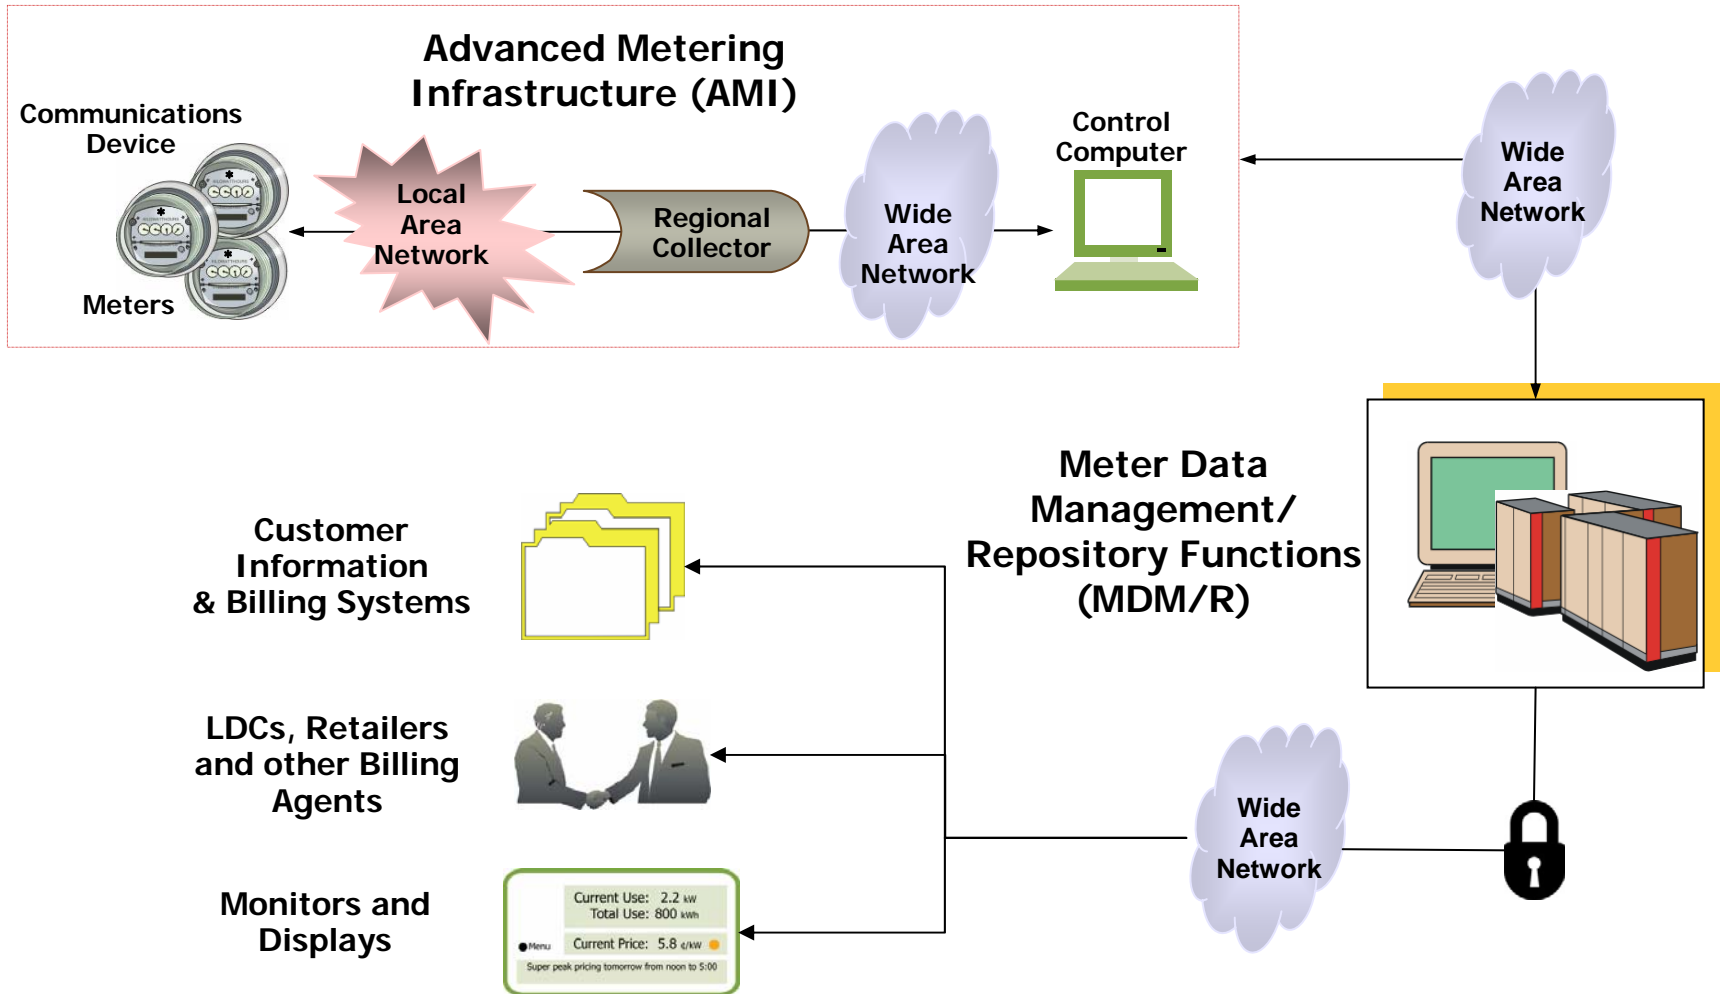 Advanced Metering
Infrastructure (AMI)
Communications
Device
Meters
Local
Area
Network
Regional
Collector
Wide
Area
Network
Control
Computer
Wide
Area
Network
Meter Data
Management/
Repository Functions
(MDM/R)
Customer
Information
& Billing Systems
LDCs, Retailers
and other Billing
Agents
Wide
Area
Network
Monitors and
Displays
Current Use: 2.2 kW
Total Use: 800 kWh
Menu
Current Price: 5.8 ¢/kW
Super peak pricing tomorrow from noon to 5:00